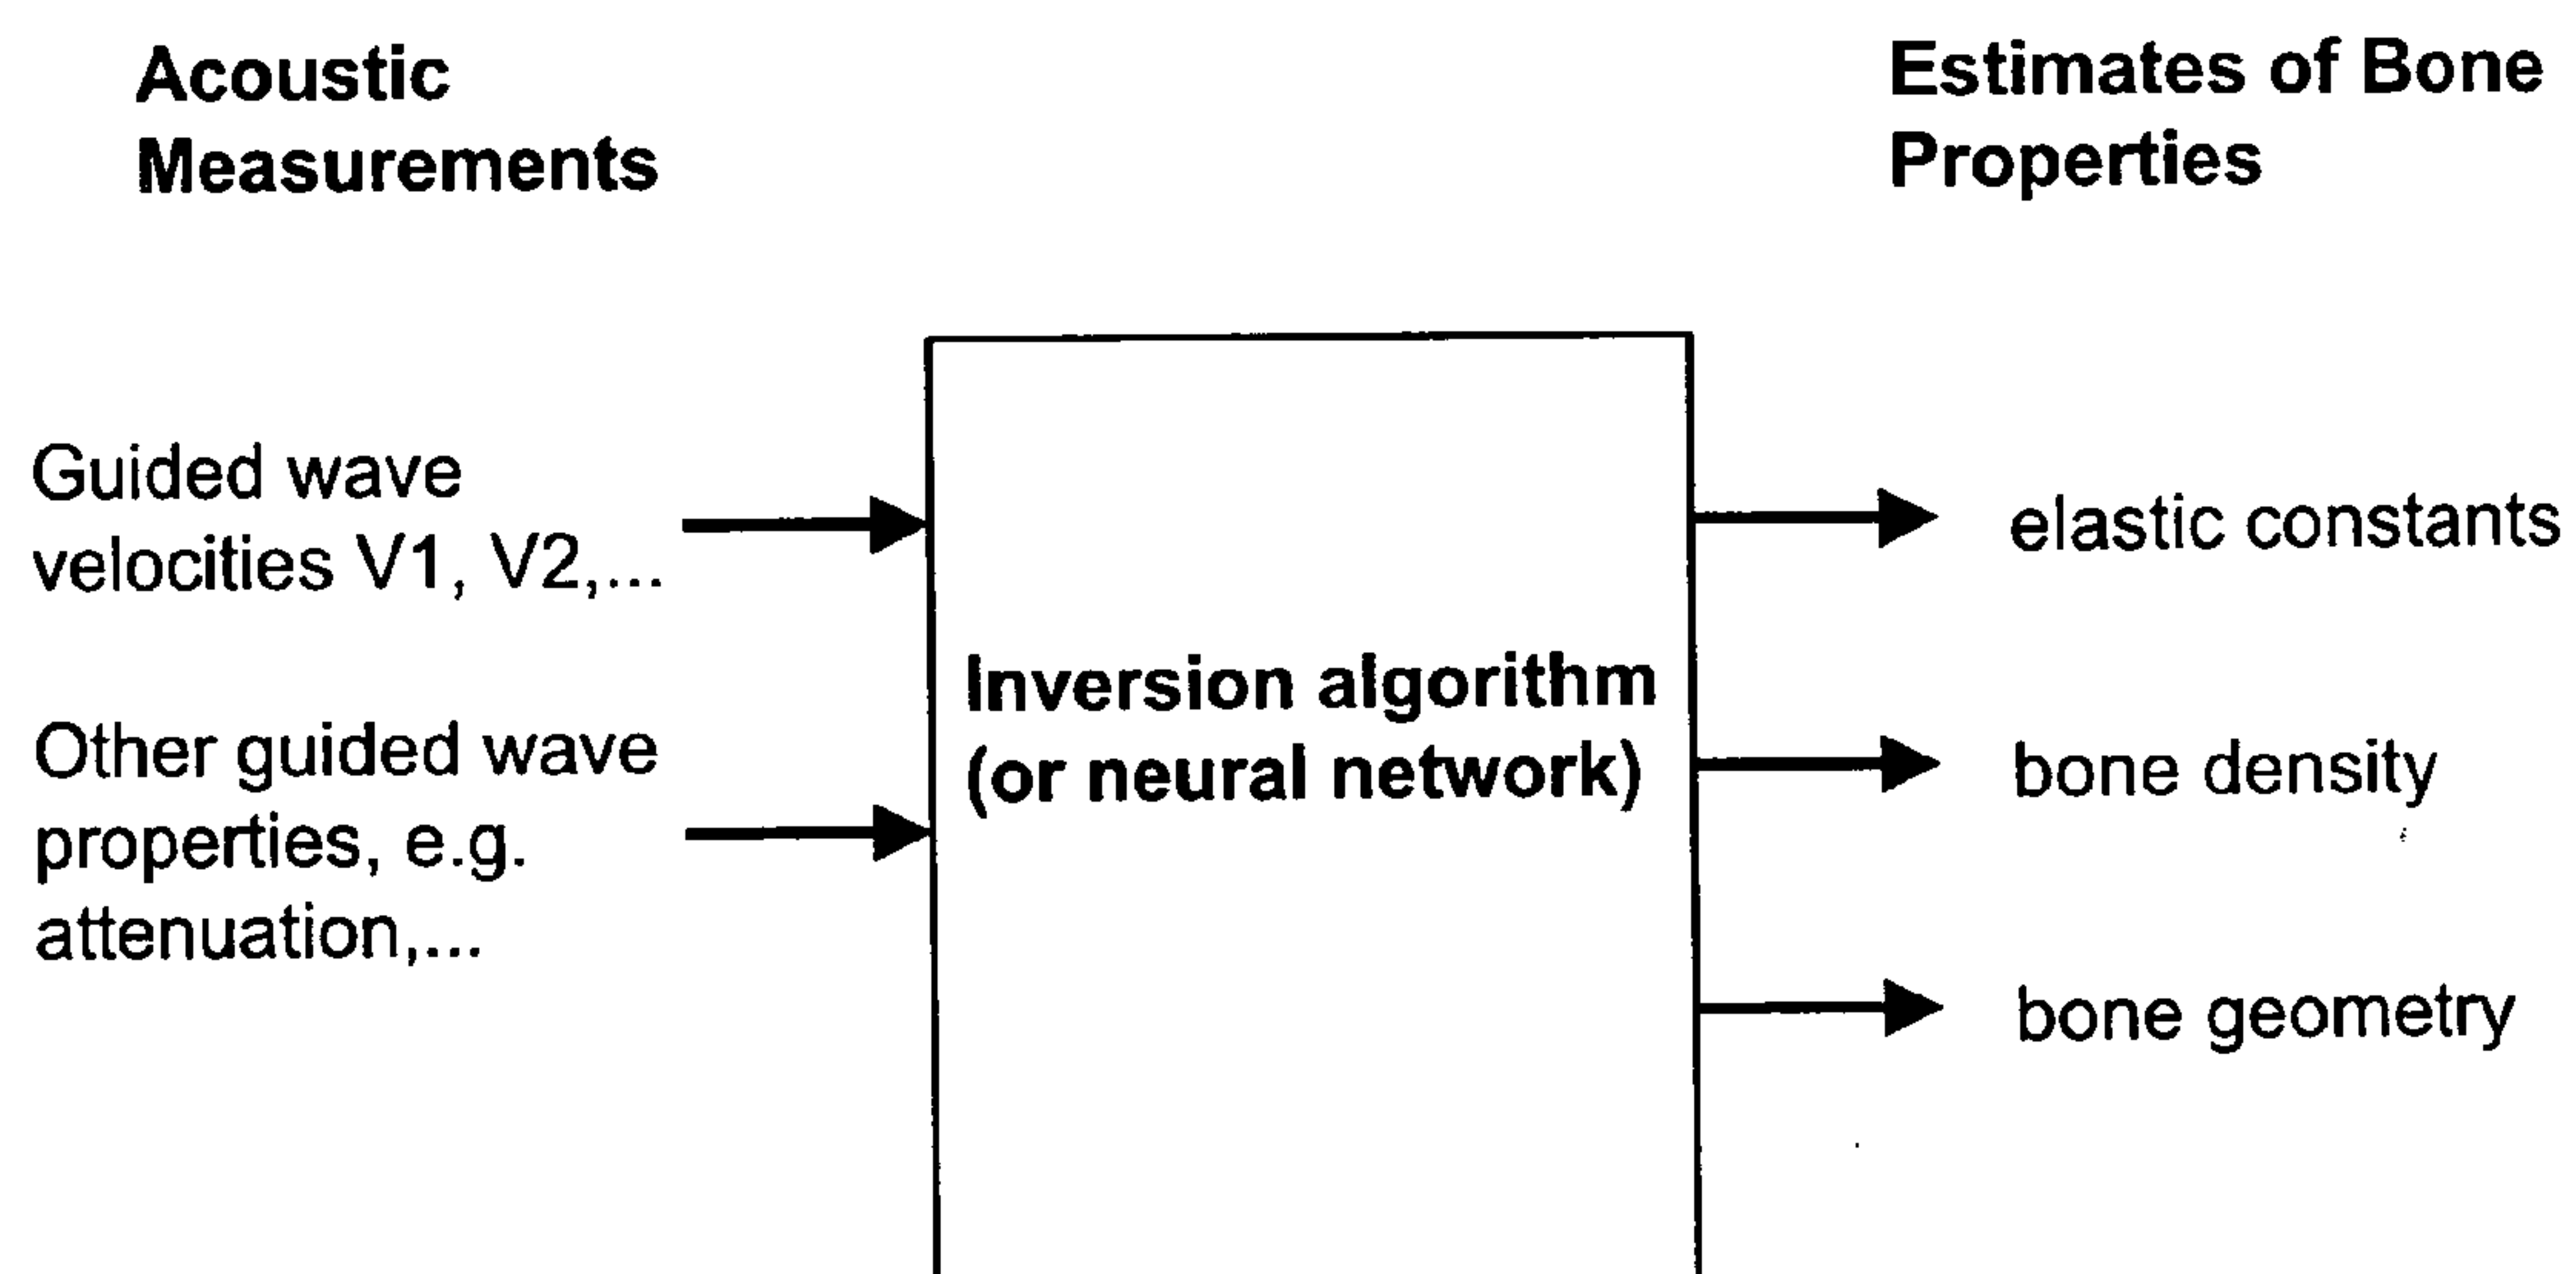 Acoustic
Measurements
Estimates of Bone
Properties
Guided wave
velocities V1, V2,...
Other guided wave
properties, e.g.
attenuation,...
Inversion algorithm
(or neural network)
elastic constants
bone density
bone geometry